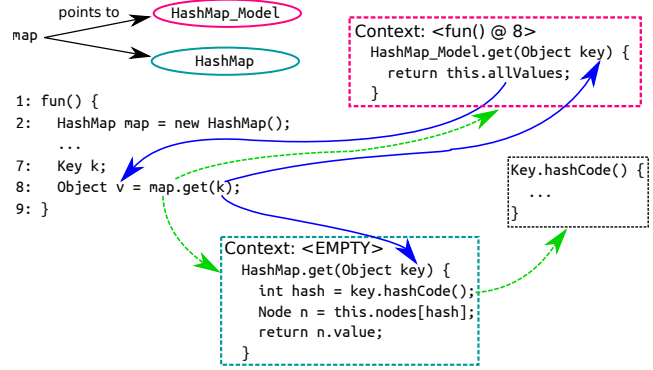 points to
map
HashMap_Model
HashMap
Context: <fun() @ 8>
HashMap_Model.get(Object key) {
return this.allValues;
}
1: fun() {
2: HashMap map = new HashMap();
...
7: Key k;
8: Object v = map.get(k);
9: }
Key.hashCode() {
...
}
Context: <EMPTY>
HashMap.get(Object key) {
int hash = key.hashCode();
Node n = this.nodes[hash];
return n.value;
}